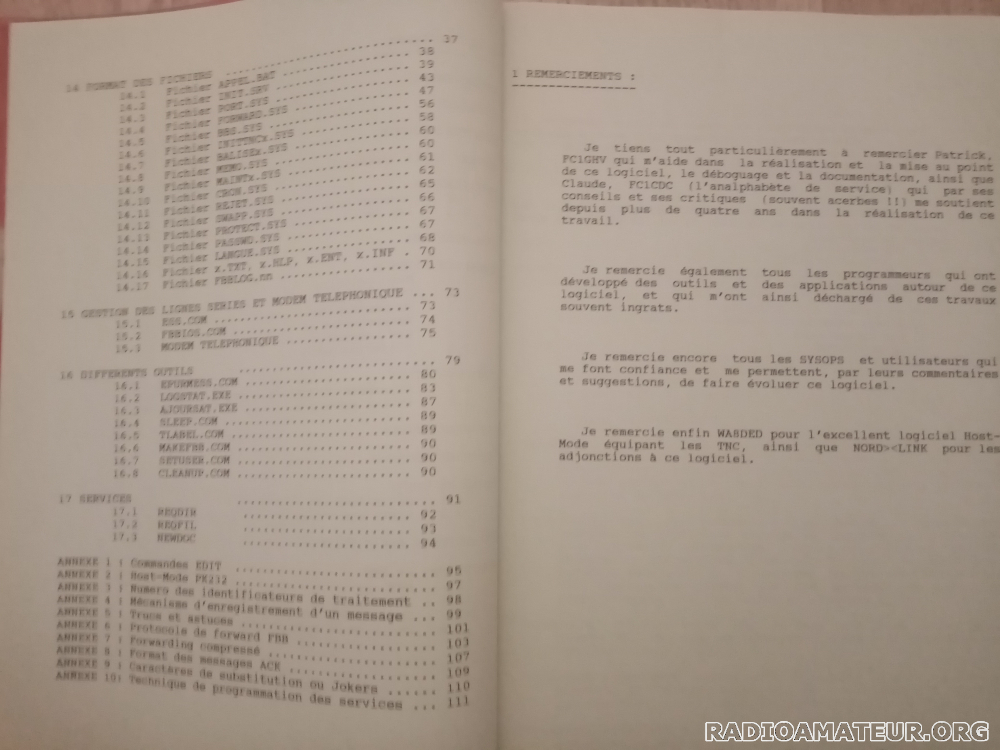 14 FORMAT DES FICHIERS .................. 37
14.1 Fichier APPEL.BAT .................. 38
14.2 Fichier INIT.SRV .................. 39
14.3 Fichier PORT.SYS .................. 43
14.4 Fichier FORWARD.SYS .................. 47
14.5 Fichier BBS.SYS .................. 56
14.6 Fichier INITTNCx.SYS .................. 58
14.7 Fichier BALISEx.SYS .................. 60
14.8 Fichier MEMO.SYS .................. 60
14.9 Fichier MAINTx.SYS .................. 61
14.10 Fichier CRON.SYS .................. 62
14.11 Fichier REJET.SYS .................. 65
14.12 Fichier SWAPP.SYS .................. 66
14.13 Fichier PROTECT.SYS .................. 67
14.14 Fichier PASSWD.SYS .................. 67
14.15 Fichier LANGUE.SYS .................. 68
14.16 Fichier x.TXT, x.HLP, x.ENT, x.INF . 70
14.17 Fichier FBBLOG.nn .................. 71
15 GESTION DES LIGNES SERIES ET MODEM TELEPHONIQUE ... 73
15.1 ESS.COM .................. 73
15.2 FBBIOS.COM .................. 74
15.3 MODEM TELEPHONIQUE .................. 75
16 DIFFERENTS OUTILS .................. 79
16.1 EPURMESS.COM .................. 80
16.2 LOGSTAT.EXE .................. 83
16.3 AJOURSAT.EXE .................. 87
16.4 SLEEP.COM .................. 89
16.5 TLABEL.COM .................. 89
16.6 MAKEFBB.COM .................. 90
16.7 SETUSER.COM .................. 90
16.8 CLEANUP.COM .................. 90
17 SERVICES .................. 91
17.1 REQDIR .................. 92
17.2 REQFIL .................. 93
17.3 NEWDOC .................. 94
ANNEXE 1 : Commandes EDIT .................. 95
ANNEXE 2 : Host-Mode PK232 .................. 97
ANNEXE 3 : Numero des identificateurs de traitement .. 98
ANNEXE 4 : Mécanisme d'enregistrement d'un message ... 99
ANNEXE 5 : Trucs et astuces .................. 101
ANNEXE 6 : Protocole de forward FBB .................. 103
ANNEXE 7 : Forwarding compressé .................. 107
ANNEXE 8 : Format des messages ACK .................. 109
ANNEXE 9 : Caractères de substitution ou Jokers ...... 110
ANNEXE 10: Technique de programmation des services ... 111
1 REMERCIEMENTS :
Je tiens tout particulièrement à remercier Patrick,
FC1GHV qui m'aide dans la réalisation et la mise au point
de ce logiciel, le déboguage et la documentation, ainsi que
Claude, FC1CDC (l'analphabète de service) qui par ses
conseils et ses critiques (souvent acerbes !!) me soutient
depuis plus de quatre ans dans la réalisation de ce
travail.
Je remercie également tous les programmeurs qui ont
développé des outils et des applications autour de ce
logiciel, et qui m'ont ainsi déchargé de ces travaux
souvent ingrats.
Je remercie encore tous les SYSOPS et utilisateurs qui
me font confiance et me permettent, par leurs commentaires
et suggestions, de faire évoluer ce logiciel.
Je remercie enfin WA8DED pour l'excellent logiciel Host-
Mode équipant les TNC, ainsi que NORD><LINK pour les
adjonctions à ce logiciel.
RADIOAMATEUR.ORG